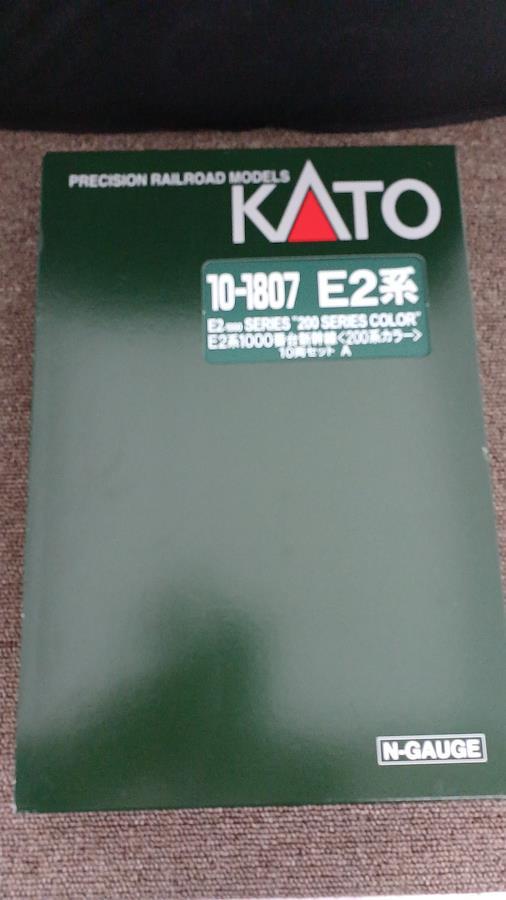 PRECISION RAILROAD MODELS
KATO
10-1807 E2系
E2-1000 SERIES "200 SERIES COLOR"
E2系1000番台新幹線<200系カラー>
10両セット A
N-GAUGE